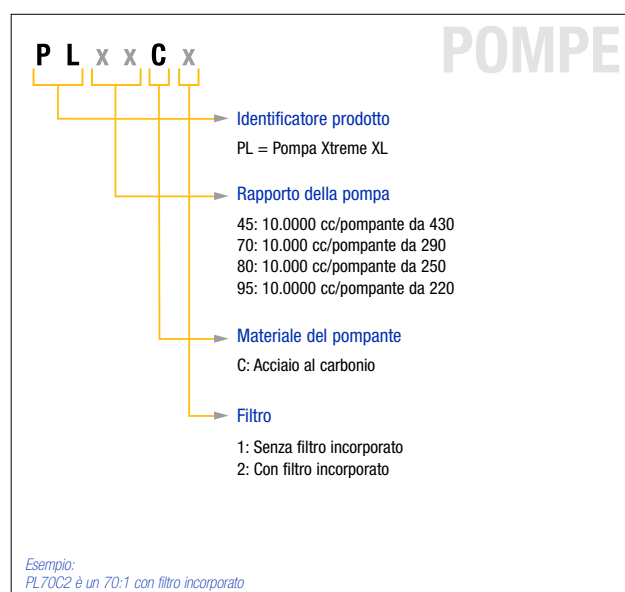 POMPE
P L x x C x
Identificatore prodotto
PL = Pompa Xtreme XL
Rapporto della pompa
45: 10.0000 cc/pompante da 430
70: 10.000 cc/pompante da 290
80: 10.000 cc/pompante da 250
95: 10.0000 cc/pompante da 220
Materiale del pompante
C: Acciaio al carbonio
Filtro
1: Senza filtro incorporato
2: Con filtro incorporato
Esempio:
PL70C2 è un 70:1 con filtro incorporato